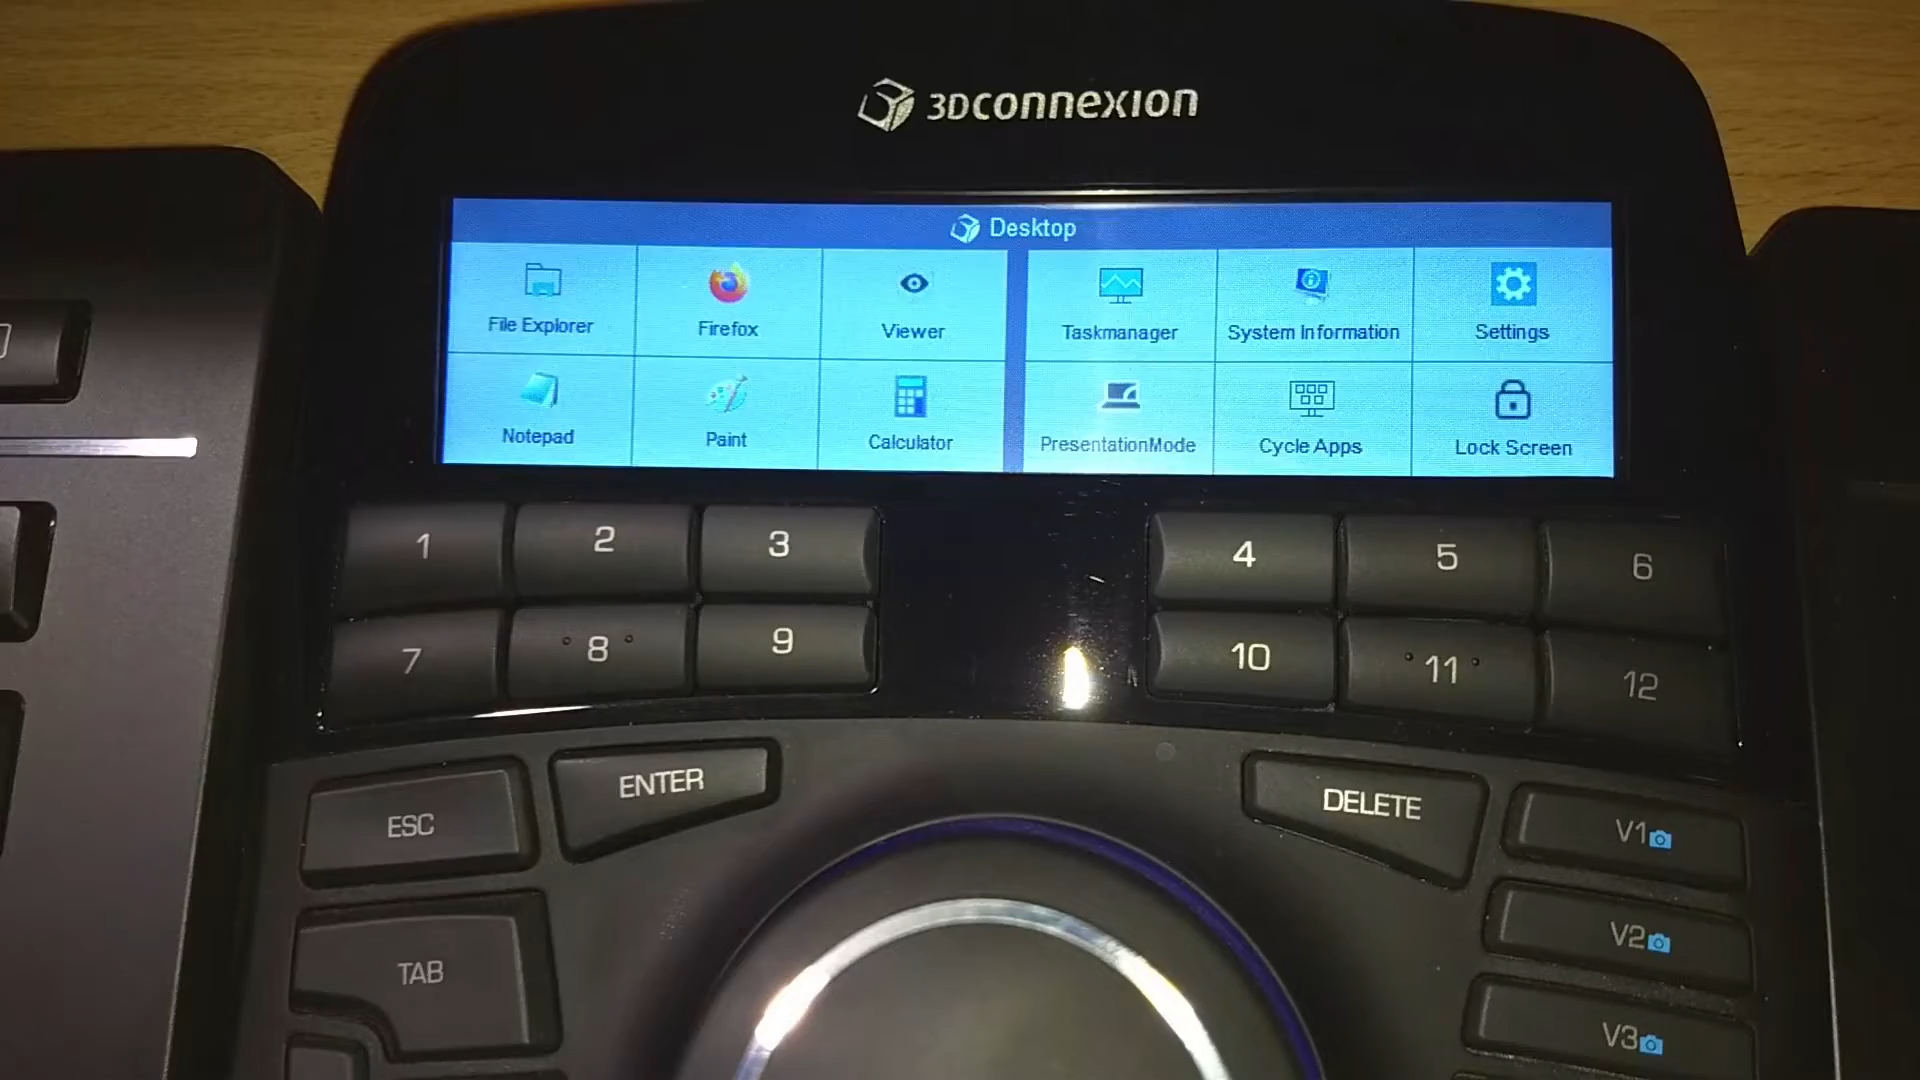 3Dconnexion
Desktop
File Explorer Firefox Viewer Taskmanager System Information Settings
Notepad Paint Calculator PresentationMode Cycle Apps Lock Screen
1 2 3 4 5 6
7 8 9 10 11 12
ESC ENTER DELETE V1
TAB V2
V3